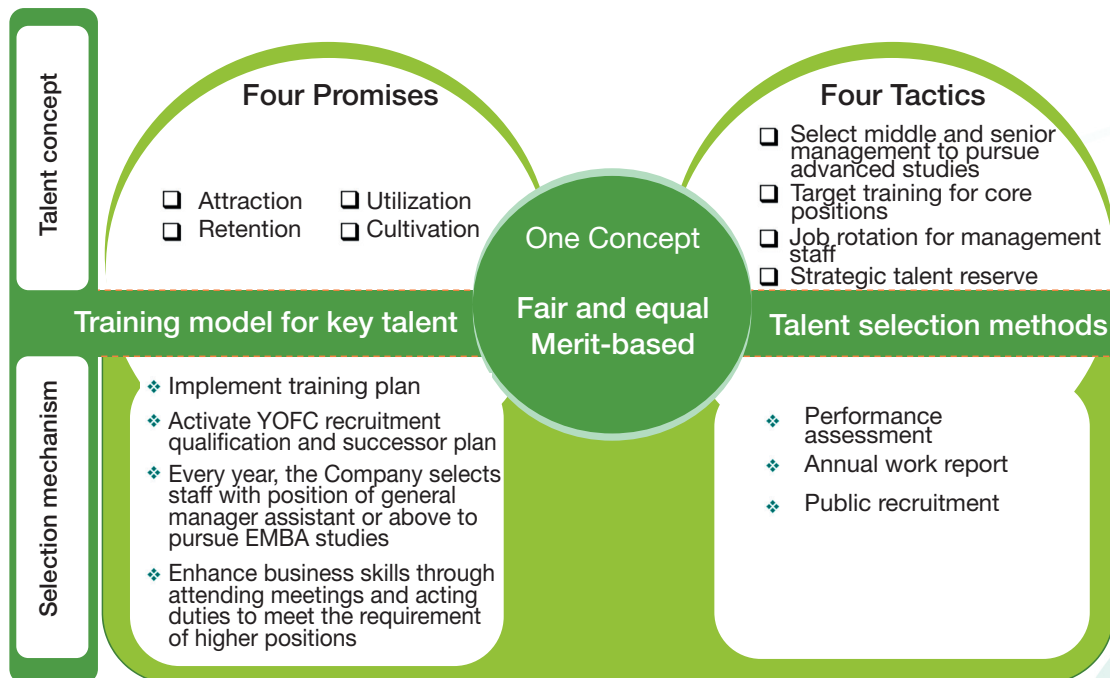 Talent concept
Four Promises
Attraction
Utilization
Retention
Cultivation
Four Tactics
Select middle and senior
management to pursue
advanced studies
Target training for core
positions
Job rotation for management
staff
Strategic talent reserve
One Concept
Fair and equal
Merit-based
Training model for key talent
Talent selection methods
Selection mechanism
Implement training plan
Activate YOFC recruitment
qualification and successor plan
Every year, the Company selects
staff with position of general
manager assistant or above to
pursue EMBA studies
Enhance business skills through
attending meetings and acting
duties to meet the requirement
of higher positions
Performance
assessment
Annual work report
Public recruitment